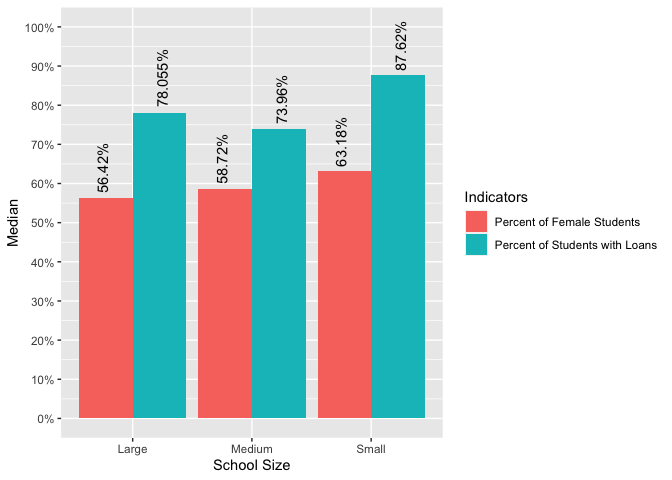 100%
90%
80%
70%
60%
50%
40%
30%
20%
10%
0%
Median
56.42%
78.055%
58.72%
73.96%
63.18%
87.62%
Large
Medium
Small
School Size
Indicators
Percent of Female Students
Percent of Students with Loans